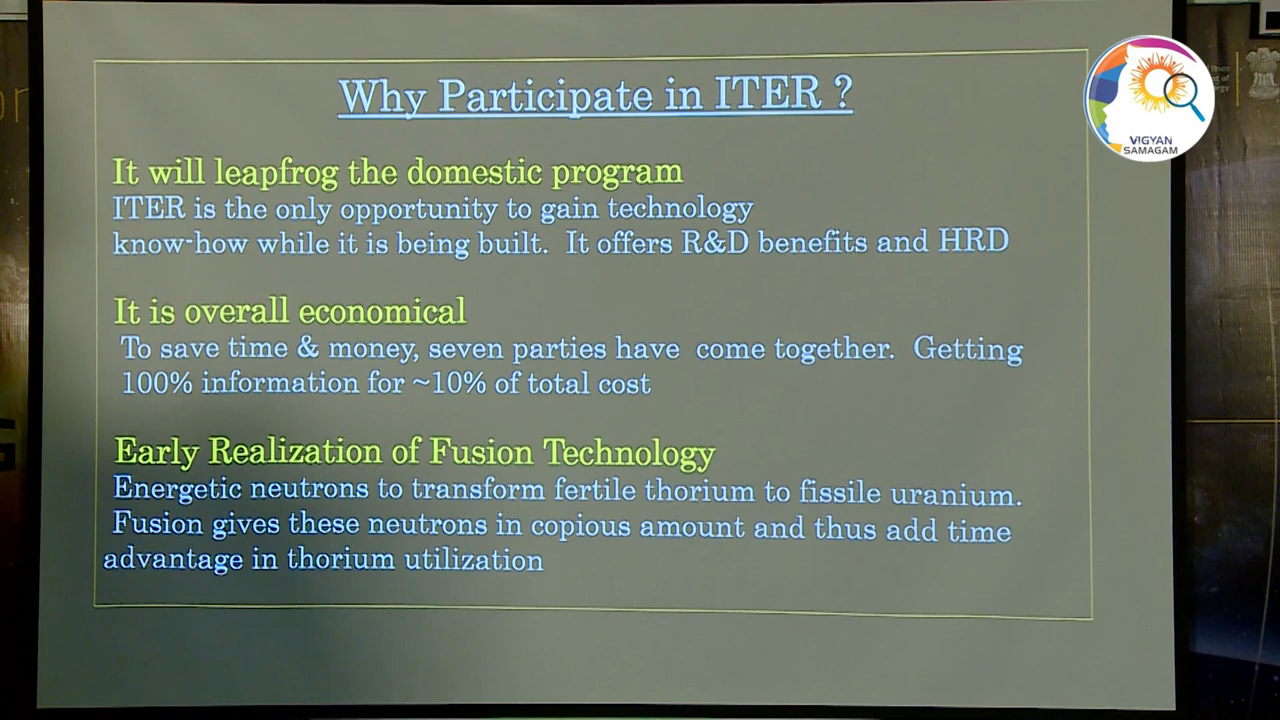 Why Participate in ITER ?
VIGYAN
SAMAGAM
It will leapfrog the domestic program
ITER is the only opportunity to gain technology
know-how while it is being built. It offers R&D benefits and HRD
It is overall economical
To save time & money, seven parties have come together. Getting
100% information for ~10% of total cost
Early Realization of Fusion Technology
Energetic neutrons to transform fertile thorium to fissile uranium.
Fusion gives these neutrons in copious amount and thus add time
advantage in thorium utilization